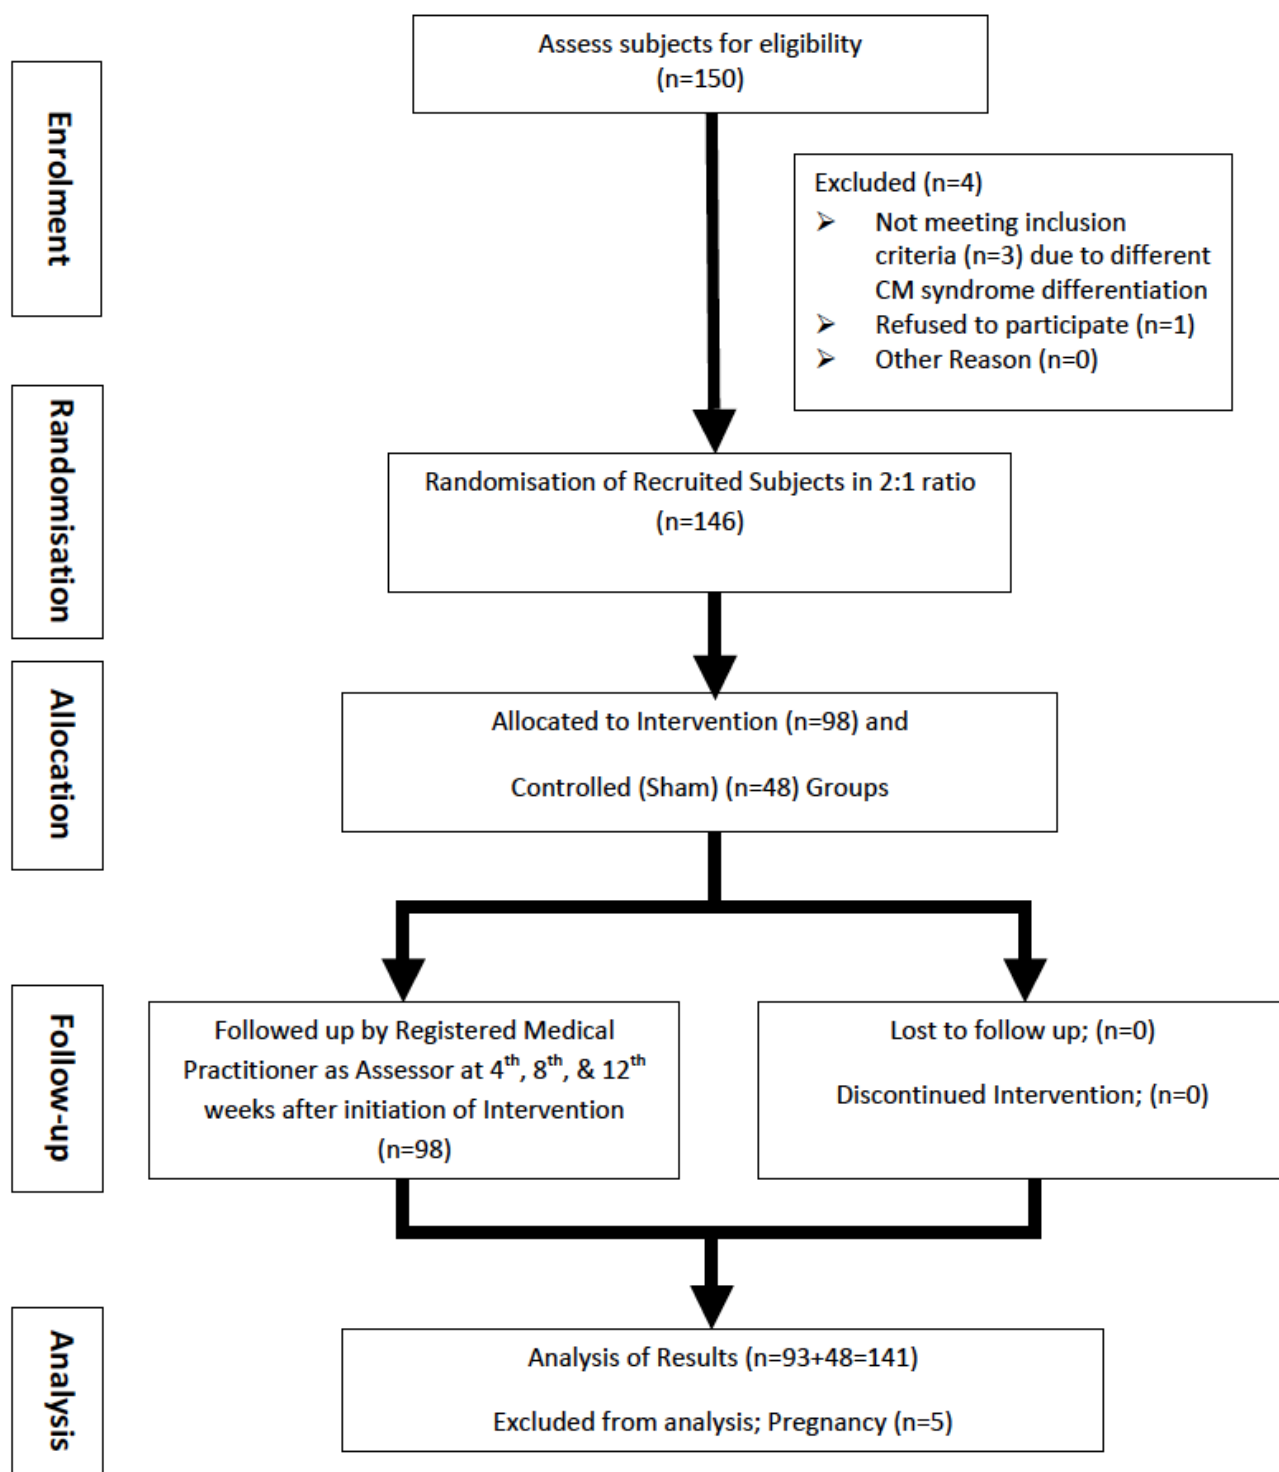 Enrolment
Assess subjects for eligibility
(n=150)
Excluded (n=4)
➢ Not meeting inclusion
criteria (n=3) due to different
CM syndrome differentiation
➢ Refused to participate (n=1)
➢ Other Reason (n=0)
Randomisation
Randomisation of Recruited Subjects in 2:1 ratio
(n=146)
Allocation
Allocated to Intervention (n=98) and
Controlled (Sham) (n=48) Groups
Follow-up
Followed up by Registered Medical
Practitioner as Assessor at 4th, 8th, & 12th
weeks after initiation of Intervention
(n=98)
Lost to follow up; (n=0)
Discontinued Intervention; (n=0)
Analysis
Analysis of Results (n=93+48=141)
Excluded from analysis; Pregnancy (n=5)